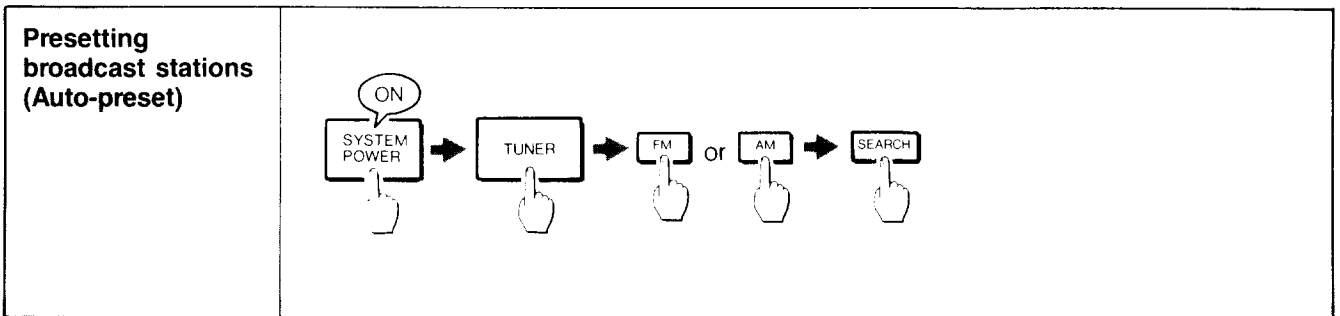 Presetting
broadcast stations
(Auto-preset)
ON
SYSTEM
POWER
TUNER
FM or AM
SEARCH